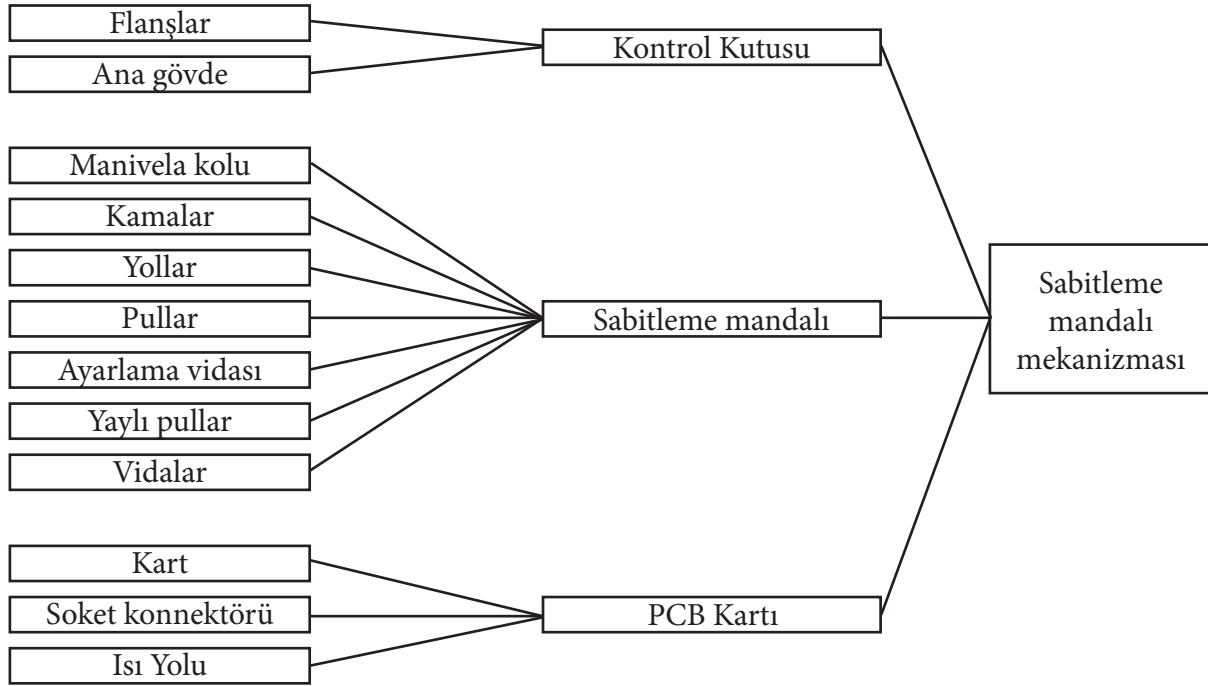 Flanşlar
Ana gövde
Kontrol Kutusu
Manivela kolu
Kamalar
Yollar
Pullar
Ayarlama vidası
Yaylı pullar
Vidalar
Sabitleme mandalı
Kart
Soket konnektörü
Isı Yolu
PCB Kartı
Sabitleme
mandalı
mekanizması